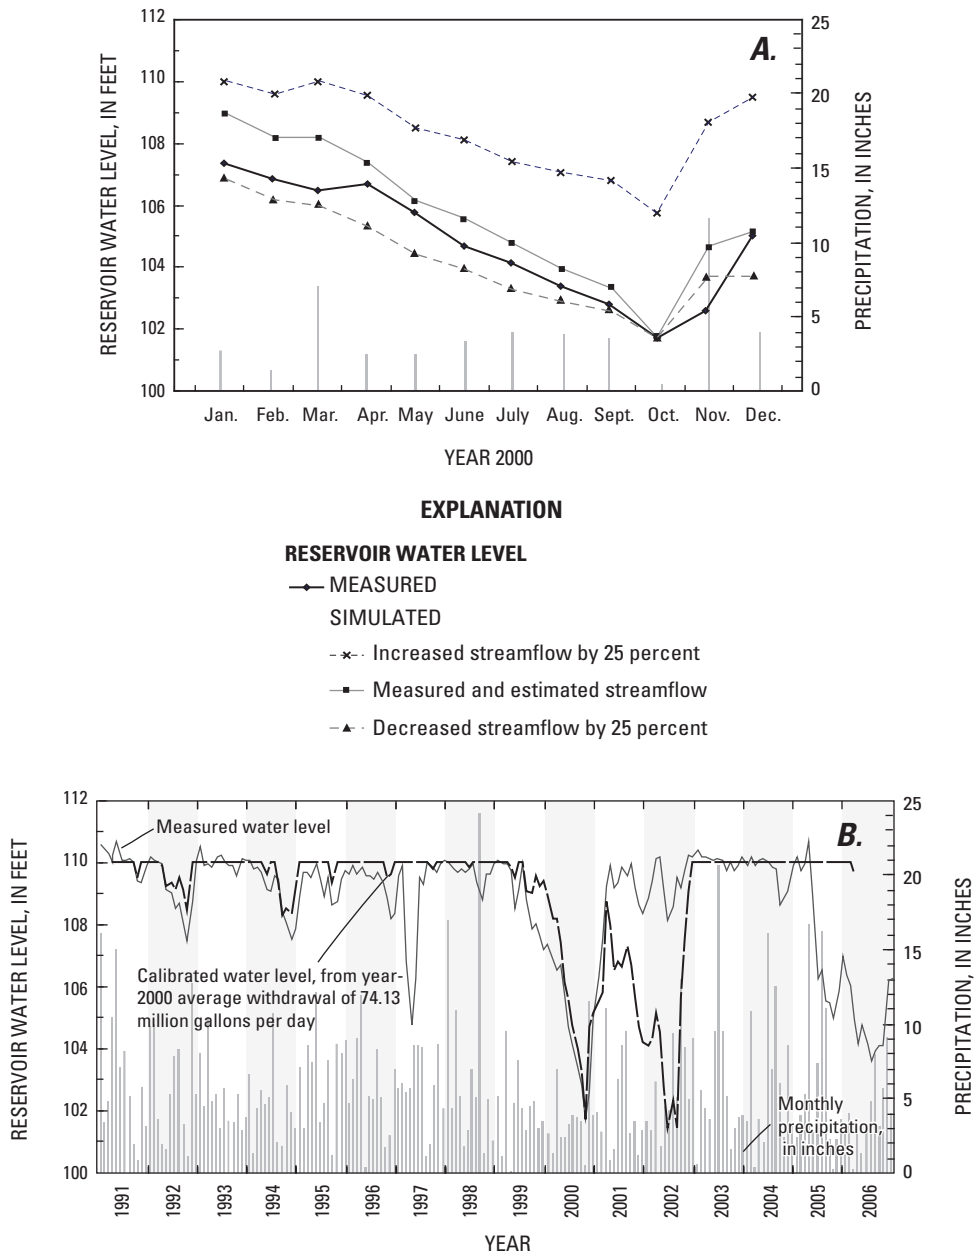 112
110
108
106
104
102
100
RESERVOIR WATER LEVEL, IN FEET
25
20
15
10
5
0
PRECIPITATION, IN INCHES
A.
Jan. Feb. Mar. Apr. May June July Aug. Sept. Oct. Nov. Dec.
YEAR 2000
EXPLANATION
RESERVOIR WATER LEVEL
MEASURED
SIMULATED
Increased streamflow by 25 percent
Measured and estimated streamflow
Decreased streamflow by 25 percent
112
110
108
106
104
102
100
RESERVOIR WATER LEVEL, IN FEET
25
20
15
10
5
0
PRECIPITATION, IN INCHES
B.
Measured water level
Calibrated water level, from year-
2000 average withdrawal of 74.13
million gallons per day
Monthly
precipitation,
in inches
1991 1992 1993 1994 1995 1996 1997 1998 1999 2000 2001 2002 2003 2004 2005 2006
YEAR